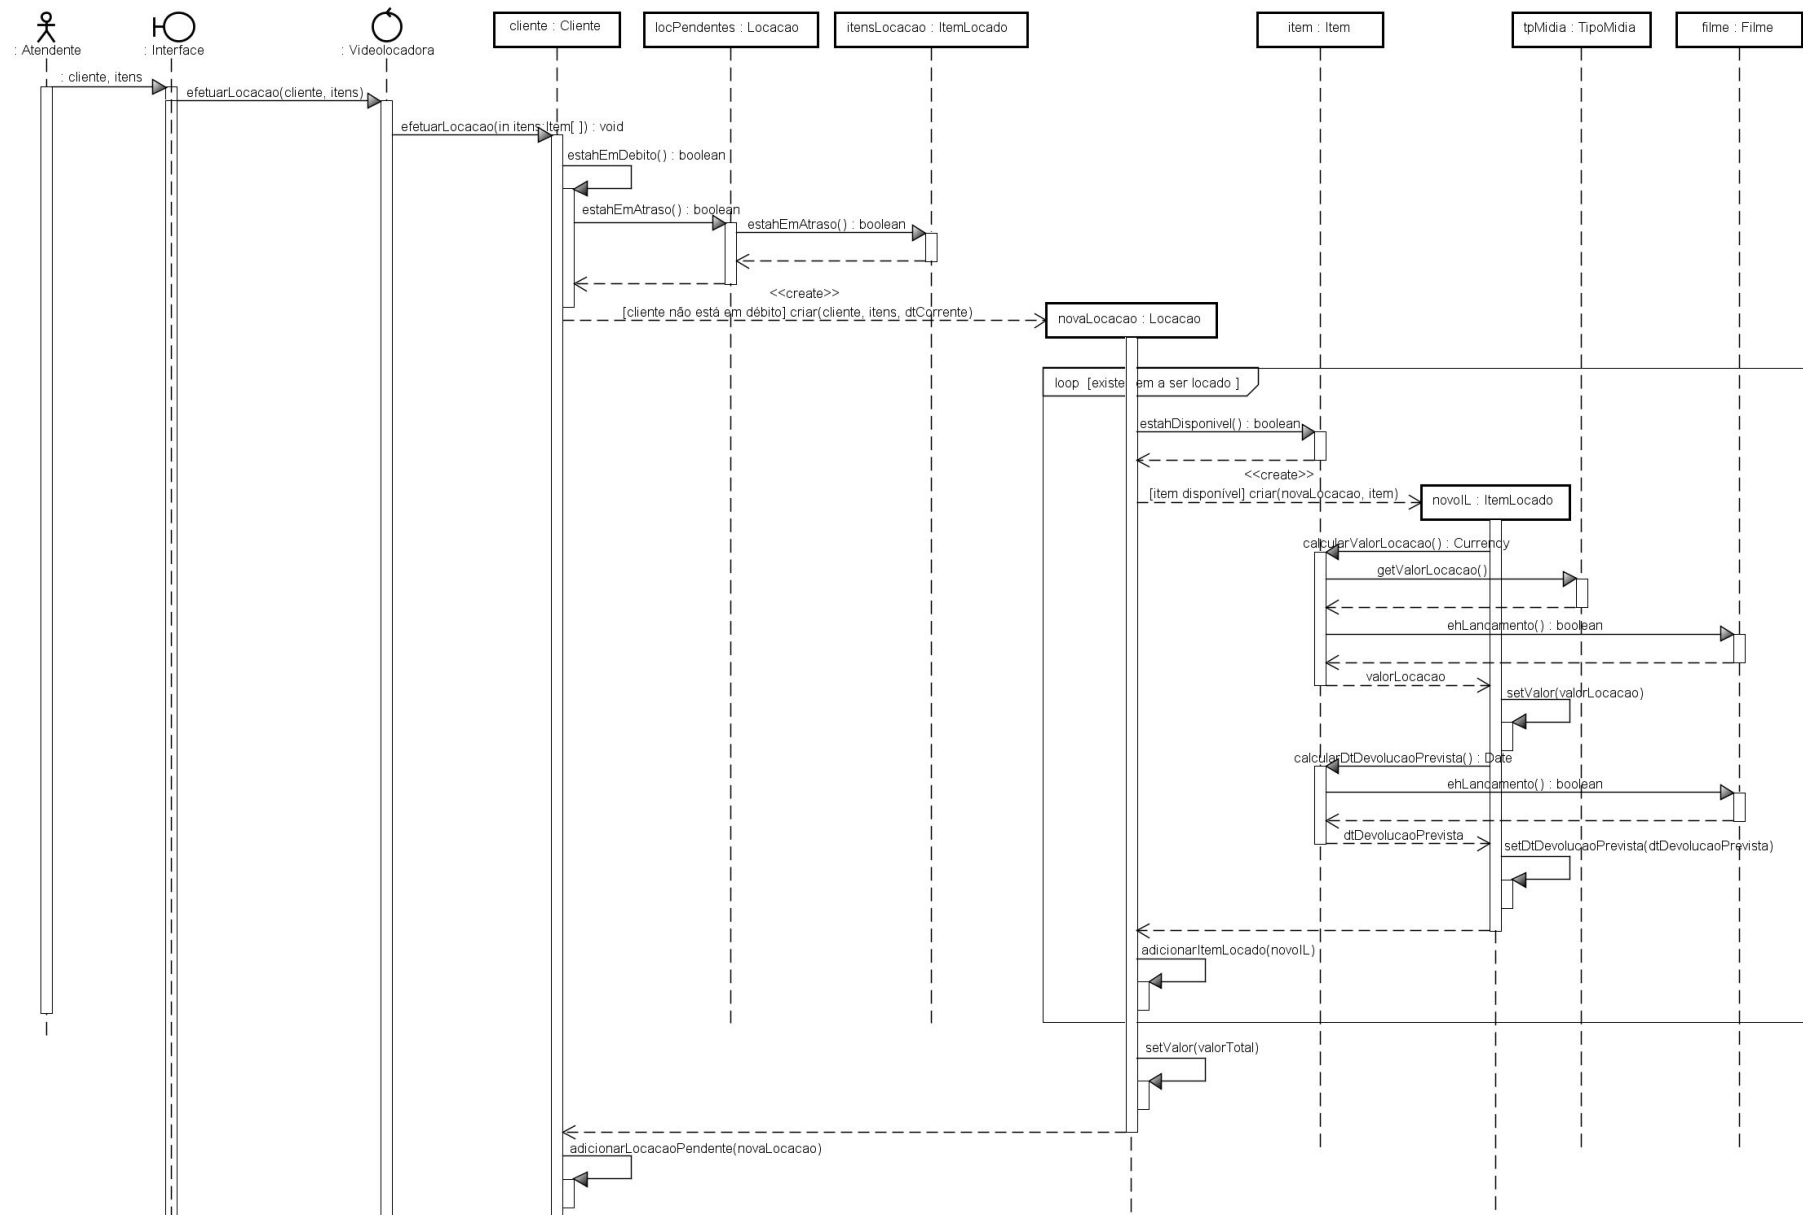 : Atendente
: Interface
: Videolocadora
cliente : Cliente
locPendentes : Locacao
itensLocacao : ItemLocado
item : Item
tpMidia : TipoMidia
filme : Filme
: cliente, itens
efetuarLocacao(cliente, itens)
efetuarLocacao(in itens:Item[ ]) : void
estahEmDebito() : boolean
estahEmAtraso() : boolean
estahEmAtraso() : boolean
<<create>>
[cliente não está em débito] criar(cliente, itens, dtCorrente)
novaLocacao : Locacao
loop [existe em a ser locado ]
estahDisponivel() : boolean
<<create>>
[item disponível] criar(novaLocacao, item)
novoIL : ItemLocado
calcularValorLocacao() : Currency
getValorLocacao()
ehLancamento() : boolean
valorLocacao
setValor(valorLocacao)
calcularDtDevolucaoPrevista() : Date
ehLancamento() : boolean
dtDevolucaoPrevista
setDtDevolucaoPrevista(dtDevolucaoPrevista)
adicionarItemLocado(novoIL)
setValor(valorTotal)
adicionarLocacaoPendente(novaLocacao)